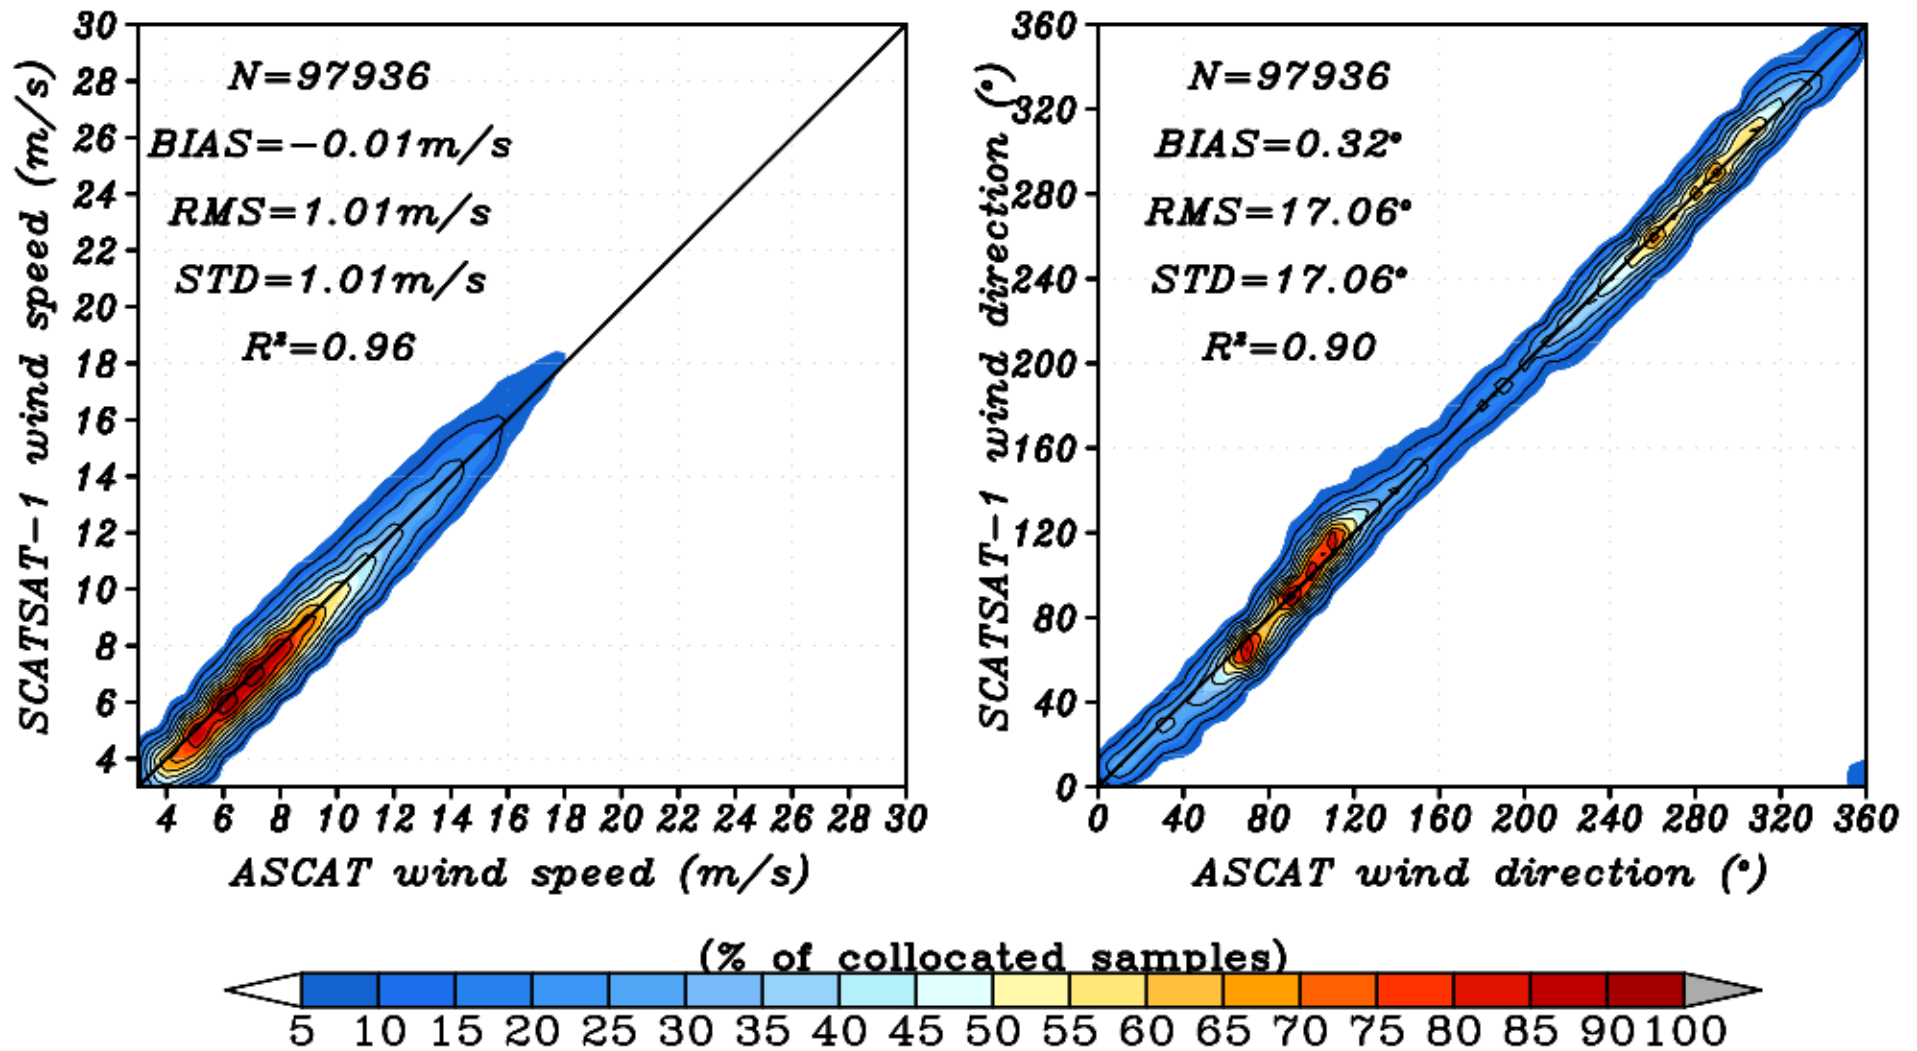 SCATSAT-1 wind speed (m/s)
30
28
26
24
22
20
18
16
14
12
10
8
6
4
N=97936
BIAS=-0.01m/s
RMS=1.01m/s
STD=1.01m/s
R²=0.96
4 6 8 10 12 14 16 18 20 22 24 26 28 30
ASCAT wind speed (m/s)
SCATSAT-1 wind direction (°)
360
320
280
240
200
160
120
80
40
0
N=97936
BIAS=0.32°
RMS=17.06°
STD=17.06°
R²=0.90
0 40 80 120 160 200 240 280 320 360
ASCAT wind direction (°)
(% of collocated samples)
5 10 15 20 25 30 35 40 45 50 55 60 65 70 75 80 85 90 100